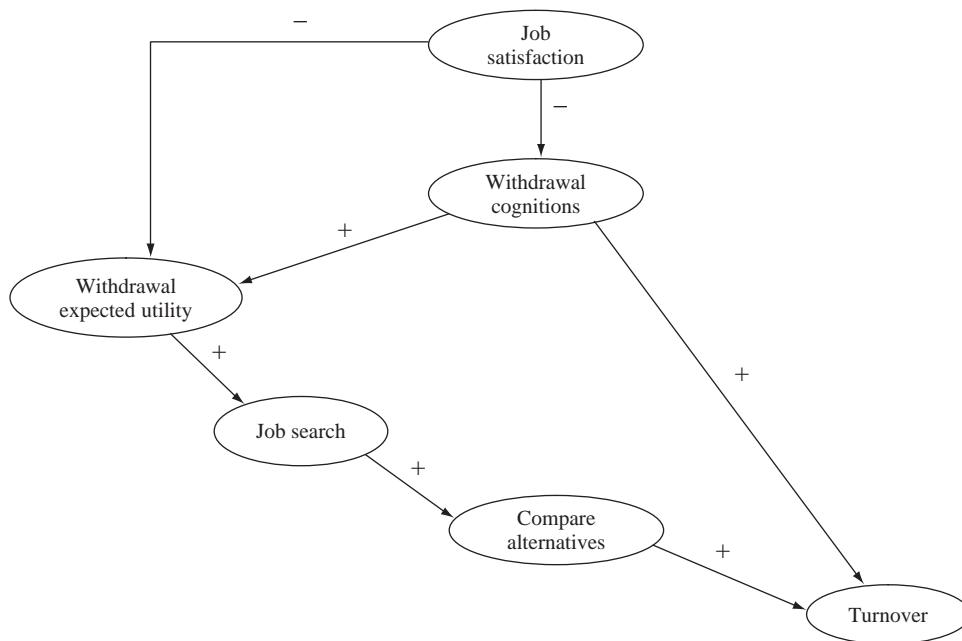 −
Job
satisfaction
−
Withdrawal
cognitions
+
Withdrawal
expected utility
+
+
Job search
+
Compare
alternatives
+
Turnover